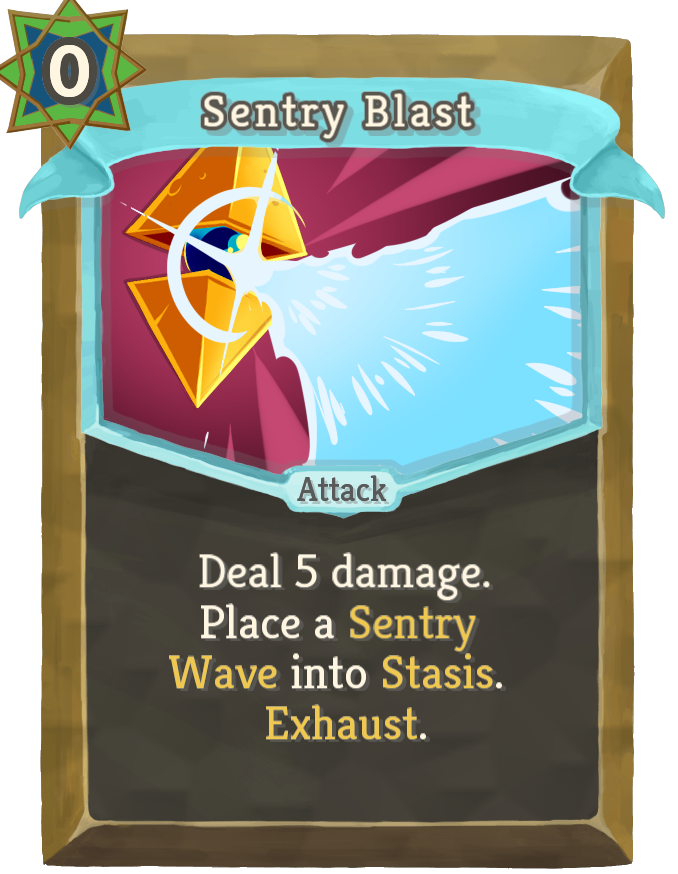 0
Sentry Blast
Attack
Deal 5 damage.
Place a Sentry
Wave into Stasis.
Exhaust.